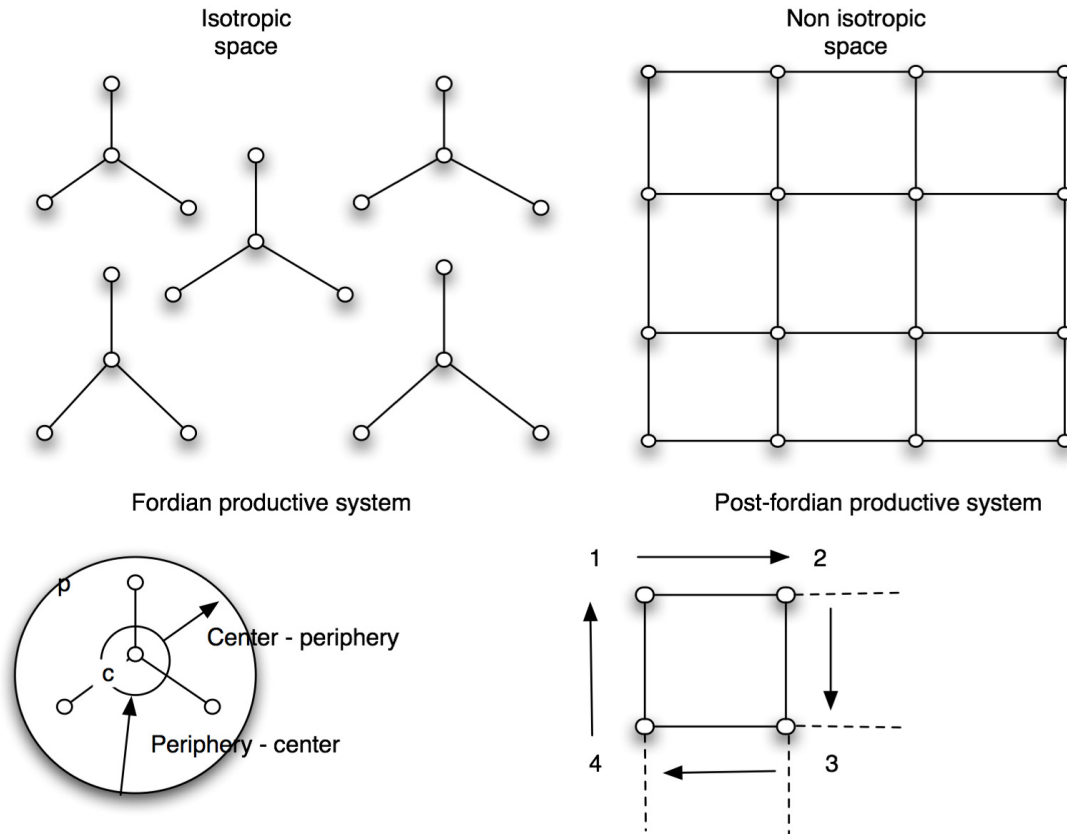 Isotropic
space
Non isotropic
space
Fordian productive system
Post-fordian productive system
p
Center - periphery
c
Periphery - center
1
2
4
3